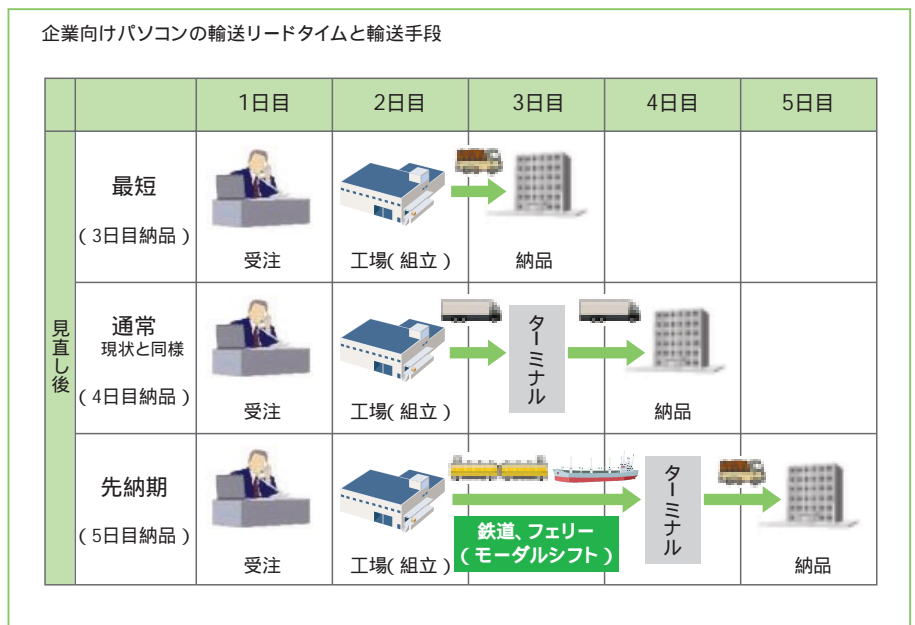 企業向けパソコンの輸送リードタイムと輸送手段
1日目 2日目 3日目 4日目 5日目
見直し後
最短
(3日目納品)
受注 工場(組立) 納品
通常
現状と同様
(4日目納品)
ターミナル
受注 工場(組立) 納品
先納期
(5日目納品)
鉄道、フェリー
(モーダルシフト)
ターミナル
受注 工場(組立) 納品